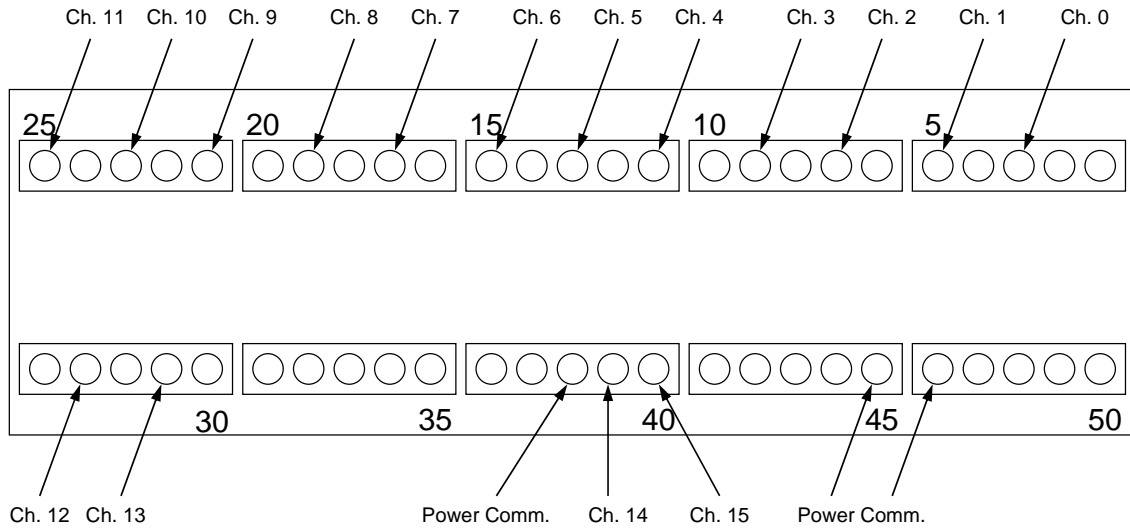 Ch. 11 Ch. 10 Ch. 9 Ch. 8 Ch. 7 Ch. 6 Ch. 5 Ch. 4 Ch. 3 Ch. 2 Ch. 1 Ch. 0
25 20 15 10 5
30 35 40 45 50
Ch. 12 Ch. 13 Power Comm. Ch. 14 Ch. 15 Power Comm.